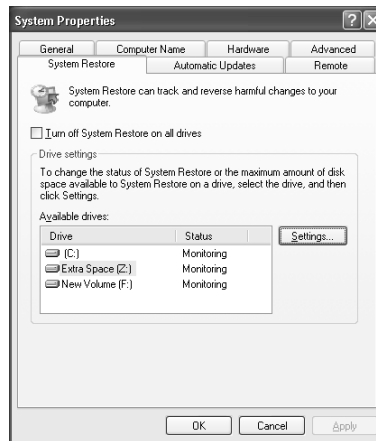 System Properties
General Computer Name Hardware Advanced
System Restore Automatic Updates Remote
System Restore can track and reverse harmful changes to your
computer.
Turn off System Restore on all drives
Drive settings
To change the status of System Restore or the maximum amount of disk
space available to System Restore on a drive, select the drive, and then
click Settings.
Available drives:
Drive Status
(C:) Monitoring
Extra Space (Z:) Monitoring
New Volume (F:) Monitoring
Settings...
OK Cancel Apply